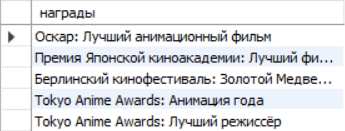 награды
Оскар: Лучший анимационный фильм
Премия Японской киноакадемии: Лучший фи...
Берлинский кинофестиваль: Золотой Медве...
Tokyo Anime Awards: Анимация года
Tokyo Anime Awards: Лучший режиссёр